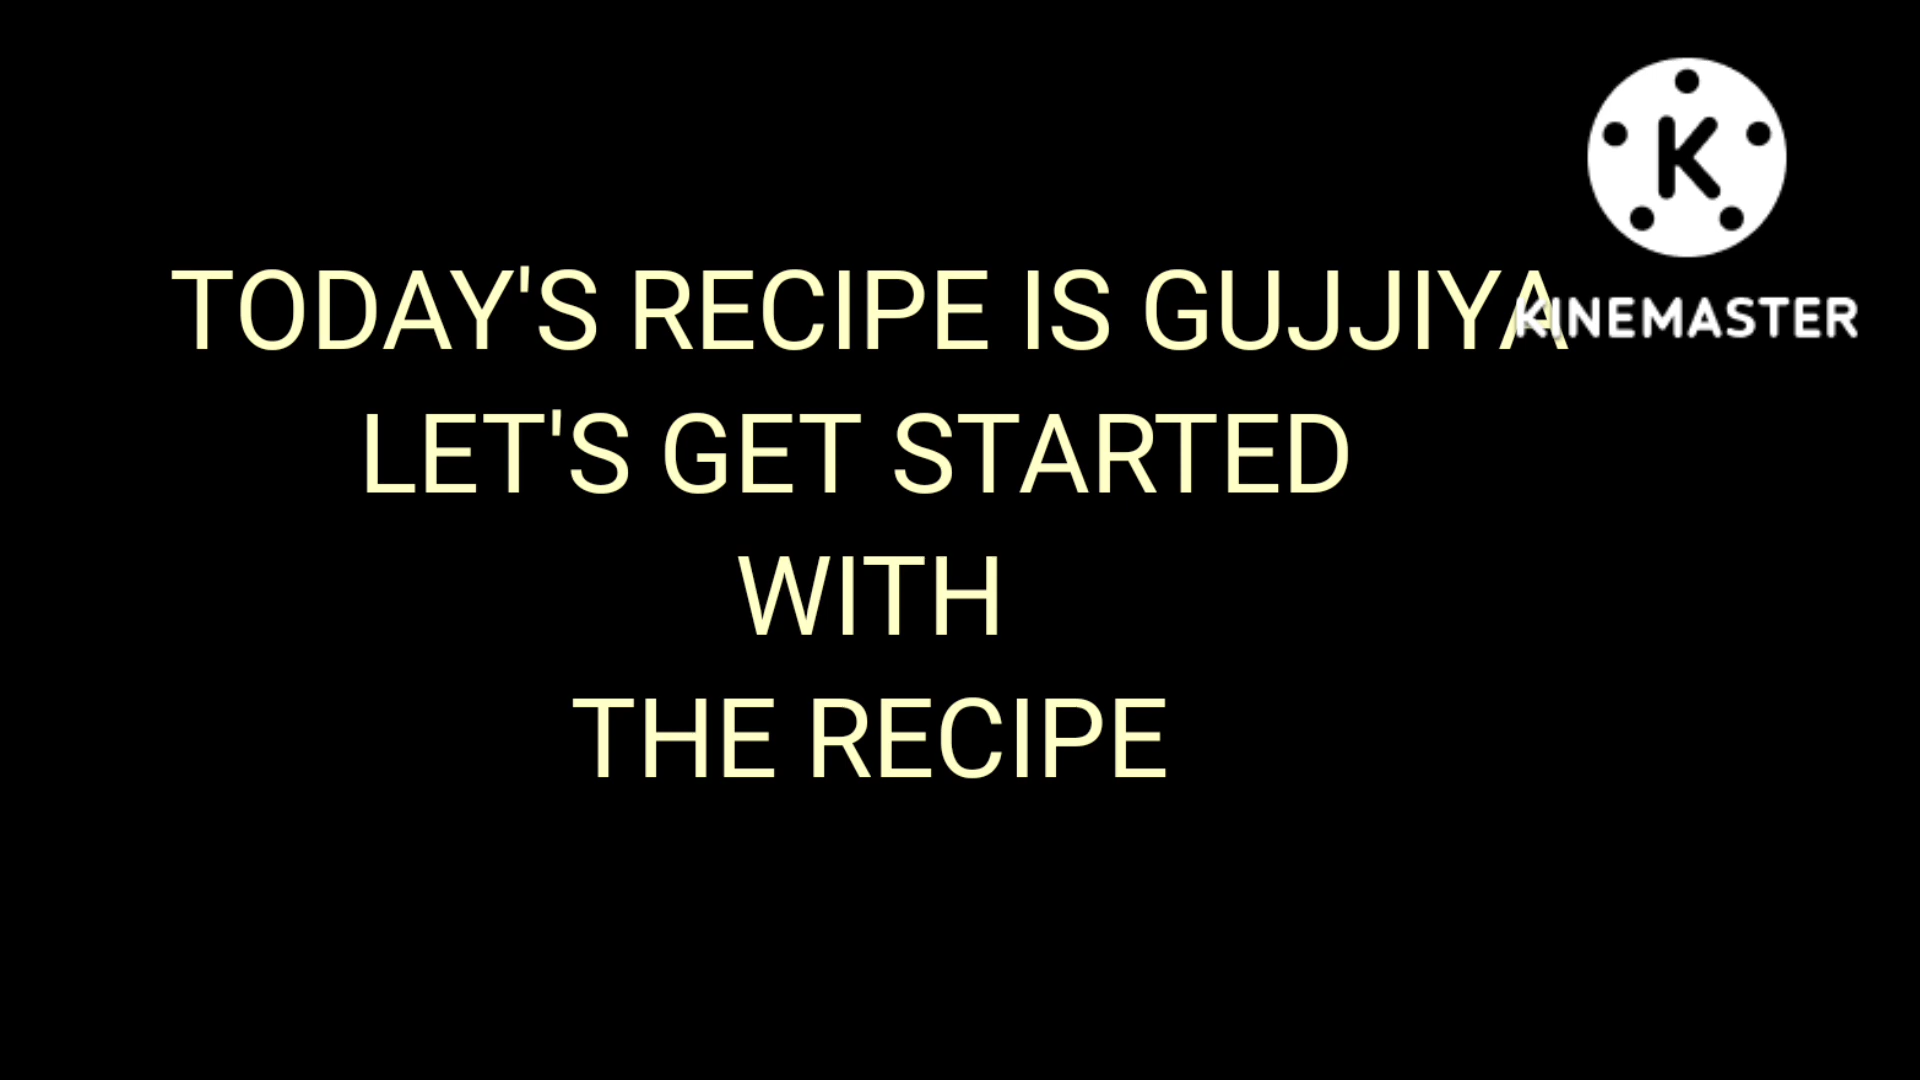 K
TODAY'S RECIPE IS GUJJIYA
KINEMASTER
LET'S GET STARTED
WITH
THE RECIPE